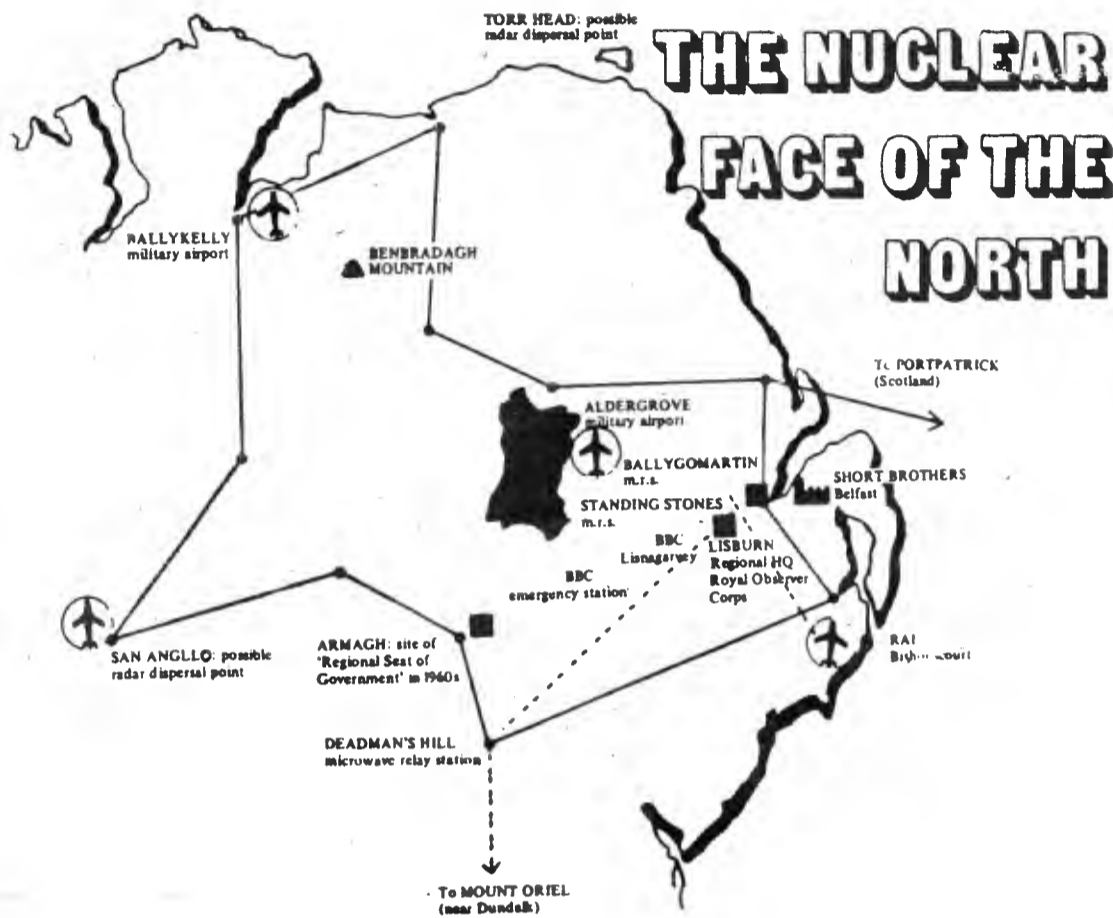 TORR HEAD: possible
radar dispersal point
THE NUCLEAR
FACE OF THE
NORTH
BALLYKELLY
military airport
BENBRADAGH
MOUNTAIN
To PORTPATRICK
(Scotland)
ALDERGROVE
military airport
BALLYGOMARTIN
m.r.s.
SHORT BROTHERS
Belfast
STANDING STONES
m.r.s.
BBC
Lisnagarvey
LISBURN
Regional HQ
Royal Observer
Corps
BBC
emergency station
SAN ANGLLO: possible
radar dispersal point
ARMAGH: site of
'Regional Seat of
Government' in 1960s
Court
DEADMAN'S HILL
microwave relay station
To MOUNT ORIEL
(near Dundalk)